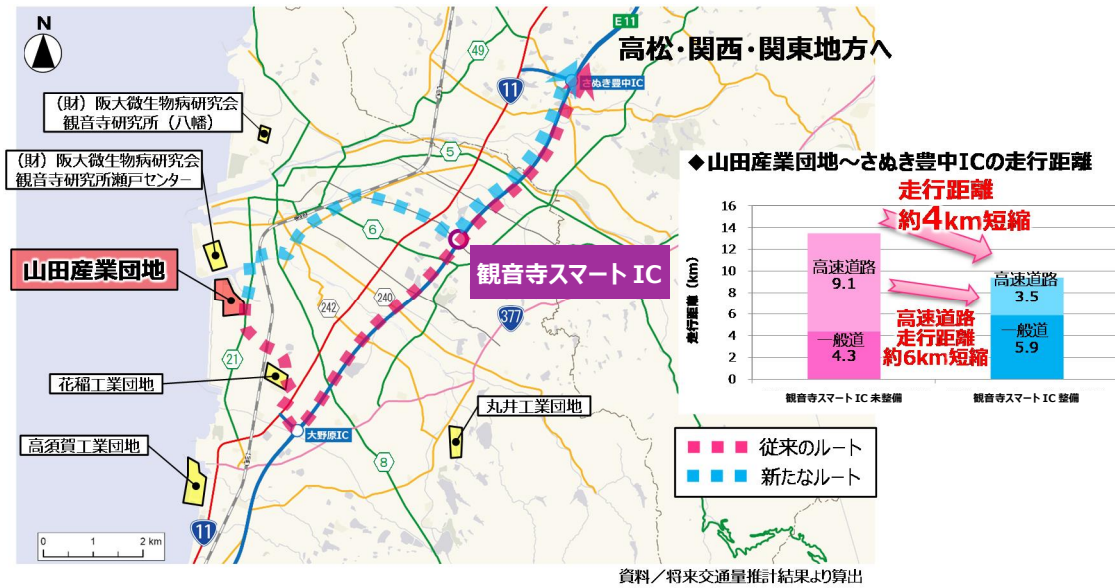 N
E11
高松・関西・関東地方へ
49
11
さぬき豊中IC
（財）阪大微生物病研究会
観音寺研究所（八幡）
（財）阪大微生物病研究会
観音寺研究所瀬戸センター
5
6
山田産業団地
観音寺スマートIC
240
242
377
21
花稲工業団地
丸井工業団地
大野原IC
高須賀工業団地
8
11
0 1 2 km
◆山田産業団地～さぬき豊中ICの走行距離
走行距離
約4km短縮
走行距離（km）
16
14
12
10
8
6
4
2
0
高速道路
9.1
一般道
4.3
高速道路
3.5
一般道
5.9
高速道路
走行距離
約6km短縮
観音寺スマートIC 未整備
観音寺スマートIC 整備
従来のルート
新たなルート
資料／将来交通量推計結果より算出